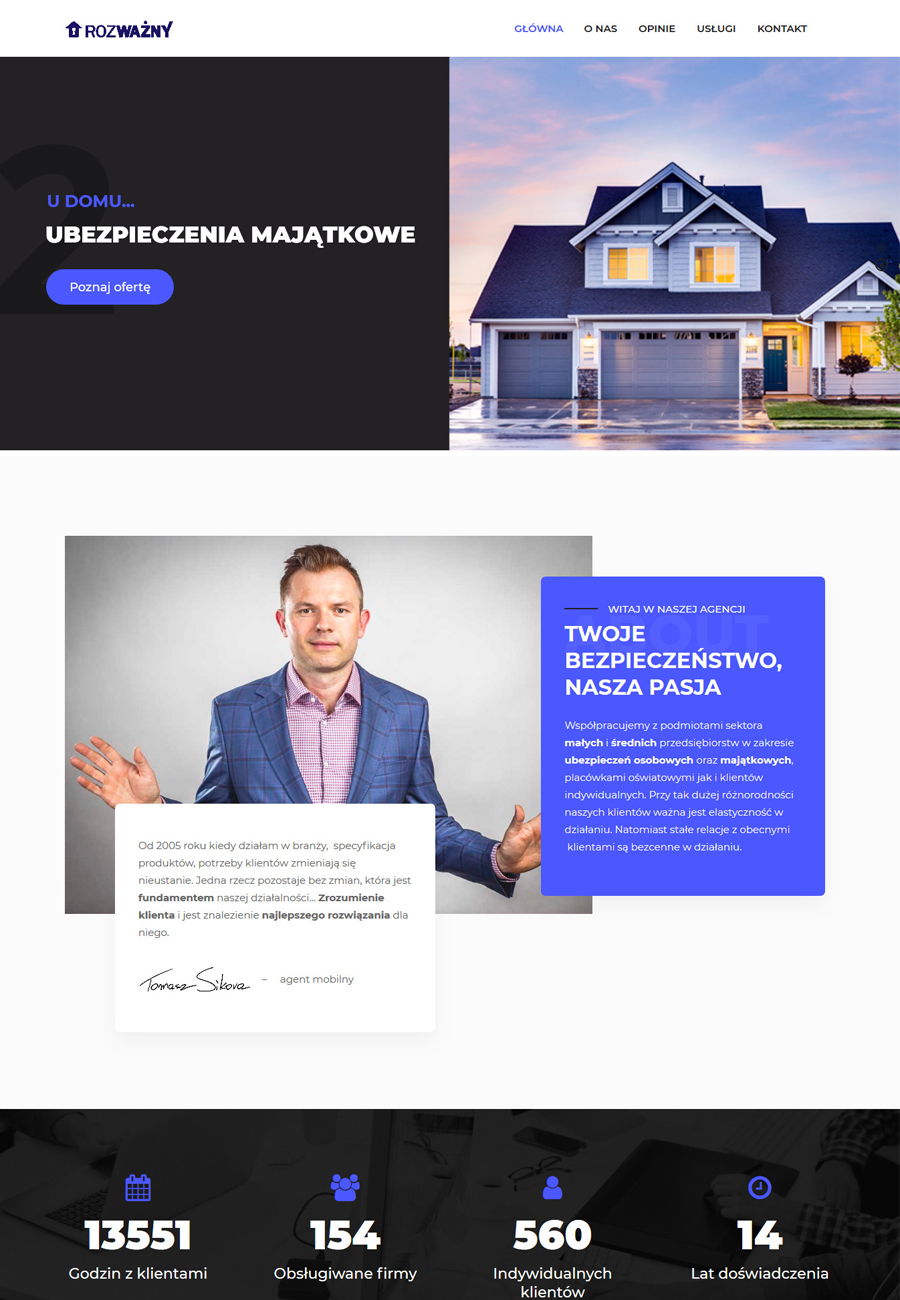 ROZWAŻNY
GŁÓWNA O NAS OPINIE USŁUGI KONTAKT
2
U DOMU...
UBEZPIECZENIA MAJĄTKOWE
Poznaj ofertę
WITAJ W NASZEJ AGENCJI
ABOUT
TWOJE
BEZPIECZEŃSTWO,
NASZA PASJA
Współpracujemy z podmiotami sektora
małych i średnich przedsiębiorstw w zakresie
ubezpieczeń osobowych oraz majątkowych,
placówkami oświatowymi jak i klientów
indywidualnych. Przy tak dużej różnorodności
naszych klientów ważna jest elastyczność w
działaniu. Natomiast stałe relacje z obecnymi
klientami są bezcenne w działaniu.
Od 2005 roku kiedy działam w branży, specyfikacja
produktów, potrzeby klientów zmieniają się
nieustanie. Jedna rzecz pozostaje bez zmian, która jest
fundamentem naszej działalności... Zrozumienie
klienta i jest znalezienie najlepszego rozwiązania dla
niego.
Tomasz Sikova – agent mobilny
13551 154 560 14
Godzin z klientami Obsługiwane firmy Indywidualnych Lat doświadczenia
klientów